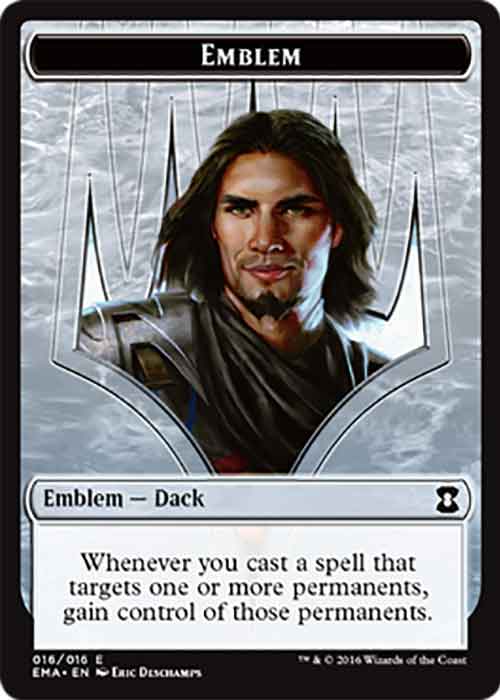 EMBLEM
Emblem — Dack
Whenever you cast a spell that
targets one or more permanents,
gain control of those permanents.
016/016 E
EMA • EN Eric Deschamps
™ & © 2016 Wizards of the Coast